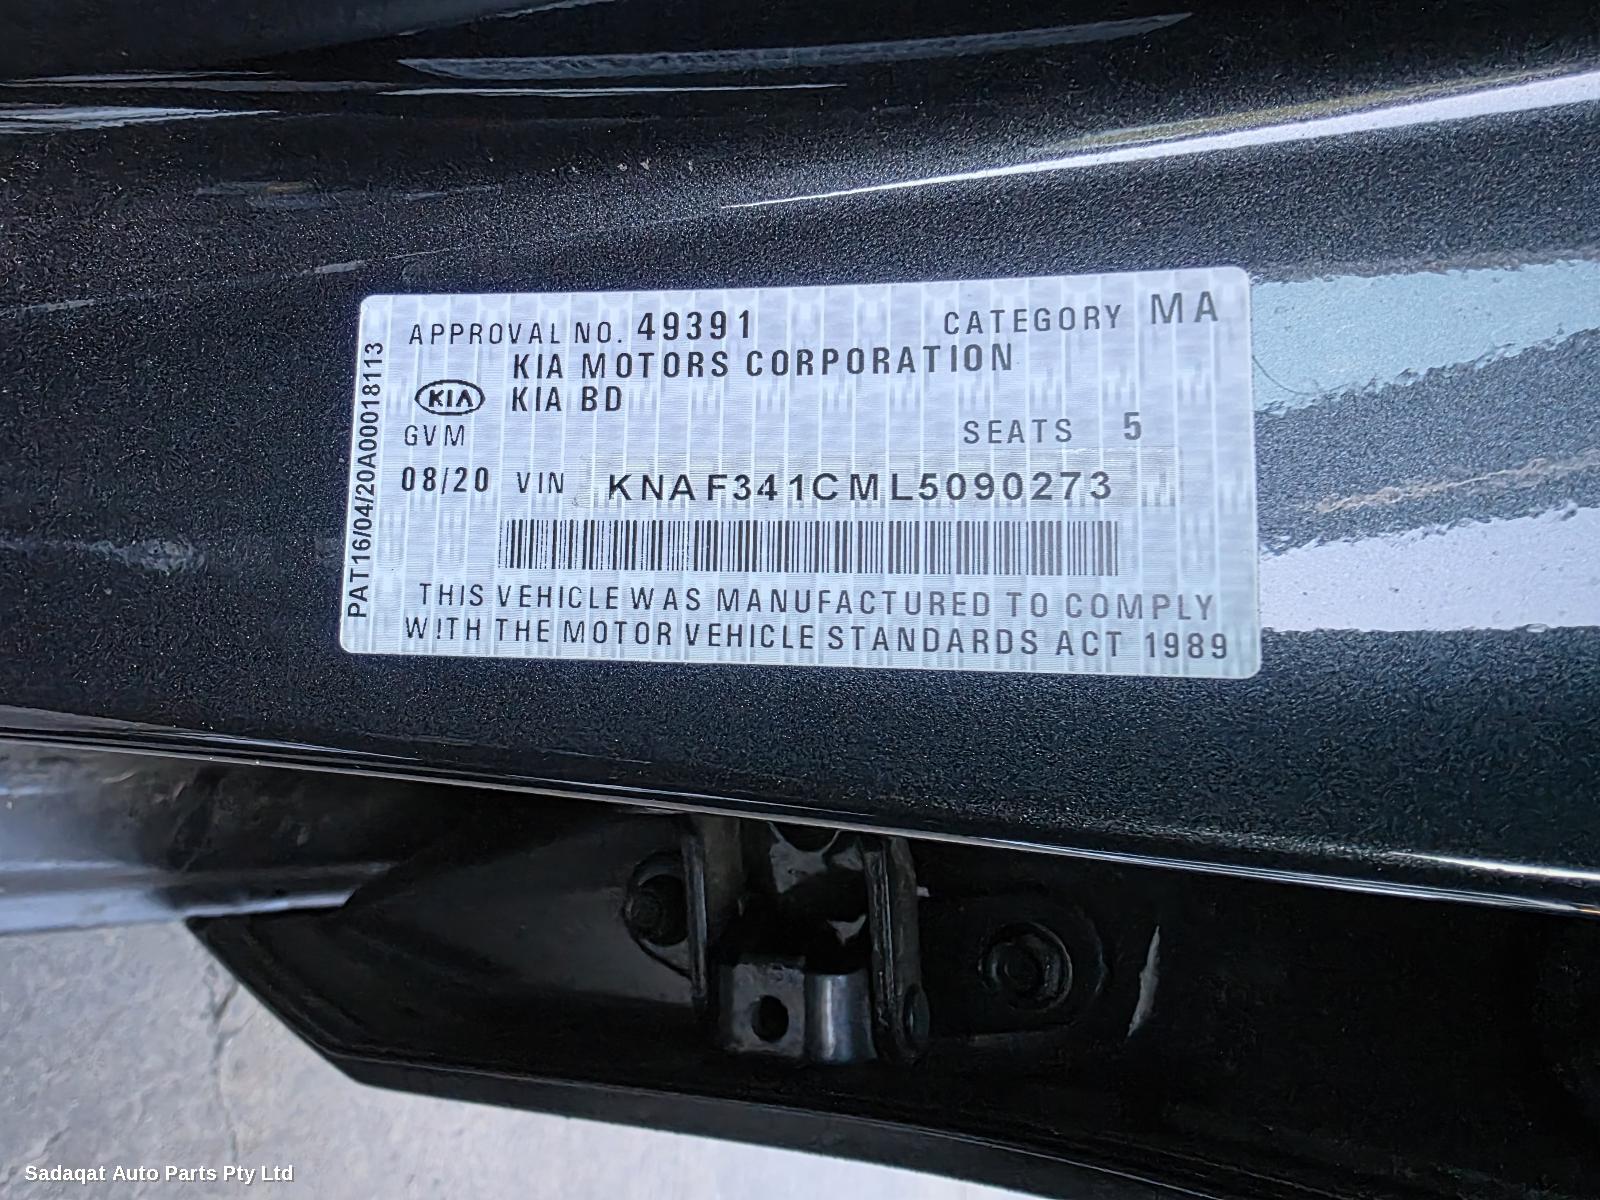 APPROVAL NO. 49391 CATEGORY MA
KIA MOTORS CORPORATION
KIA KIA BD
GVM SEATS 5
08/20 VIN KNAF341CML5090273
THIS VEHICLE WAS MANUFACTURED TO COMPLY
WITH THE MOTOR VEHICLE STANDARDS ACT 1989
PAT16/04/20A00018113
Sadaqat Auto Parts Pty Ltd